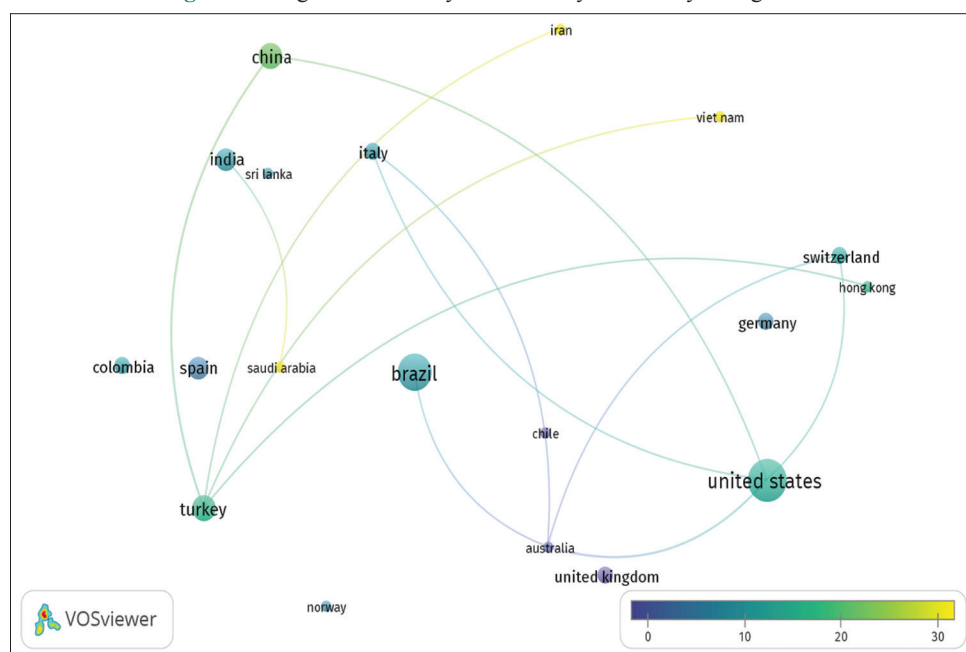 iran
china
viet nam
italy
india
sri lanka
switzerland
hong kong
germany
colombia
spain
saudi arabia
brazil
chile
united states
turkey
australia
united kingdom
norway
VOSviewer
0 10 20 30